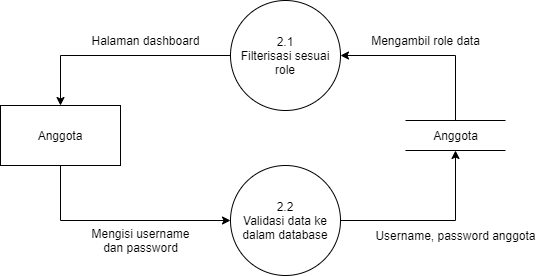 Halaman dashboard
2.1
Filterisasi sesuai
role
Mengambil role data
Anggota
Anggota
Mengisi username
dan password
2.2
Validasi data ke
dalam database
Username, password anggota